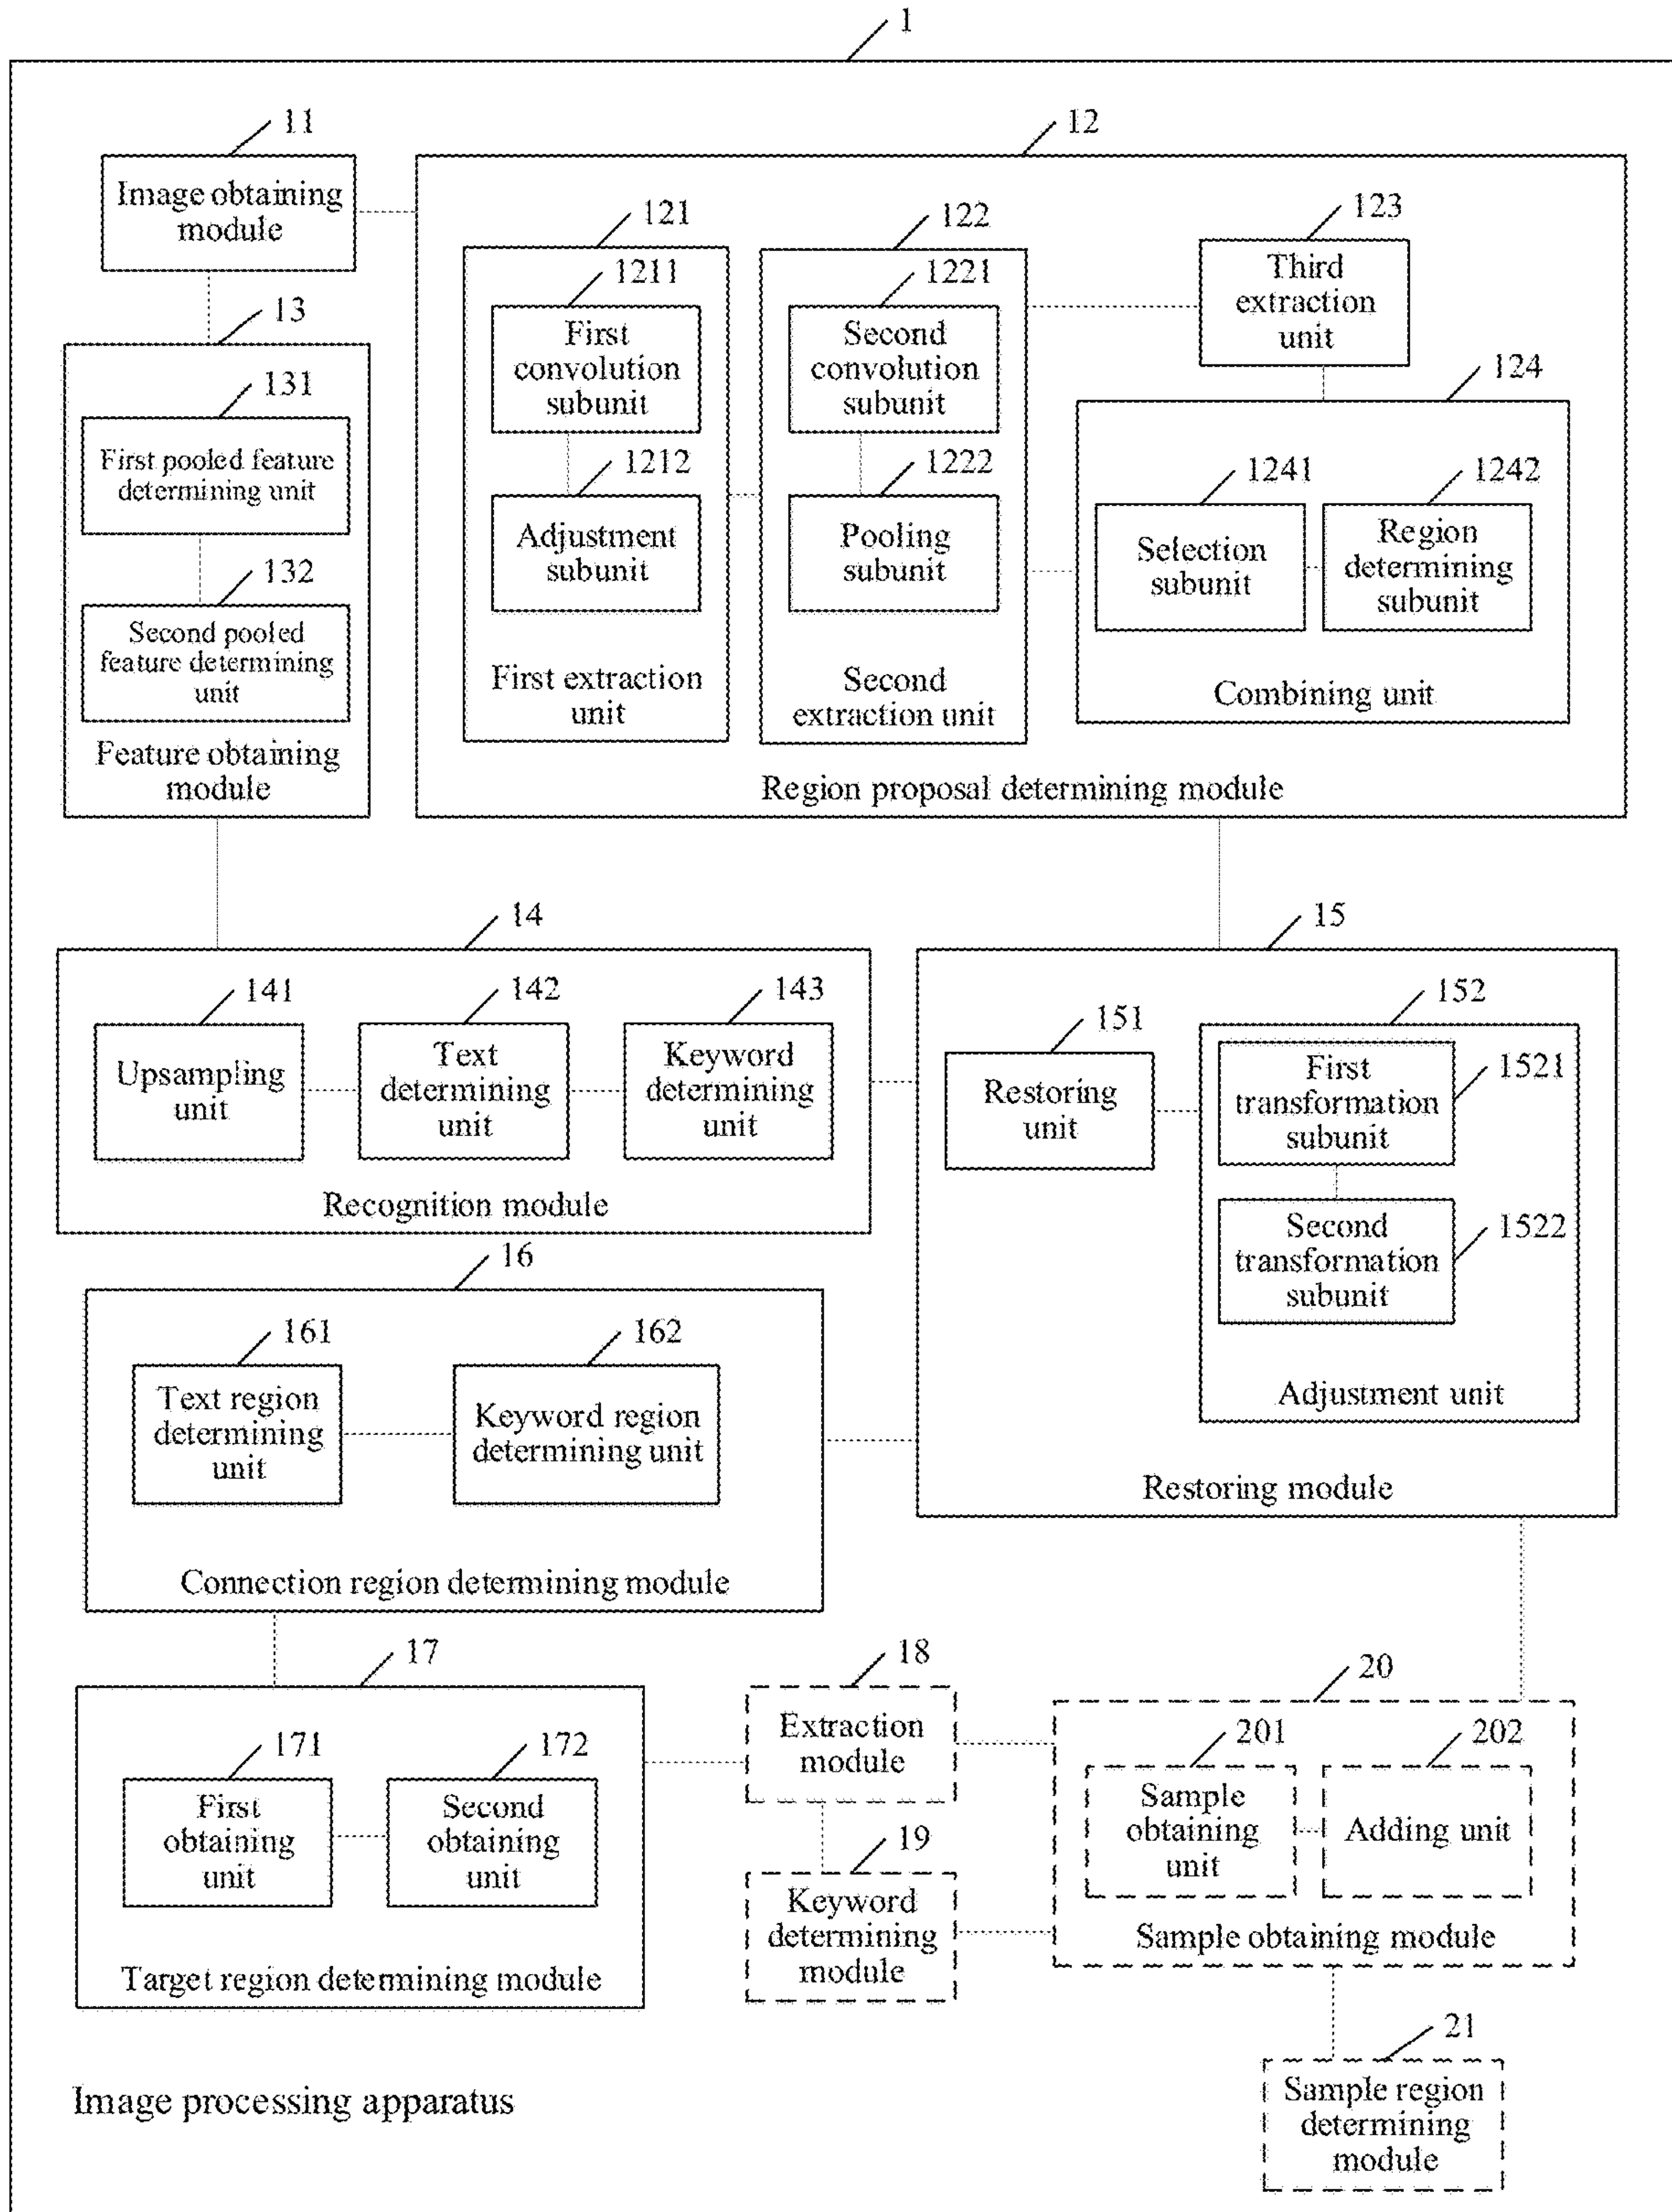 1
11
12
Image obtaining
module
121
122
123
1211
1221
Third
extraction
unit
First
convolution
subunit
Second
convolution
subunit
13
131
124
First pooled feature
determining unit
1212
1222
1241
1242
Adjustment
subunit
Pooling
subunit
Selection
subunit
Region
determining
subunit
132
Second pooled
feature determining
unit
First extraction
unit
Second
extraction unit
Combining unit
Feature obtaining
module
Region proposal determining module
14
15
141
142
143
151
152
Upsampling
unit
Text
determining
unit
Keyword
determining
unit
Restoring
unit
First
transformation
subunit
1521
Second
transformation
subunit
1522
Recognition module
Adjustment unit
Restoring module
16
161
162
Text region
determining
unit
Keyword region
determining unit
Connection region determining module
17
18
20
171
172
Extraction
module
201
202
First
obtaining
unit
Second
obtaining
unit
Sample
obtaining
unit
Adding unit
19
Keyword
determining
module
Sample obtaining module
Target region determining module
21
Sample region
determining
module
Image processing apparatus